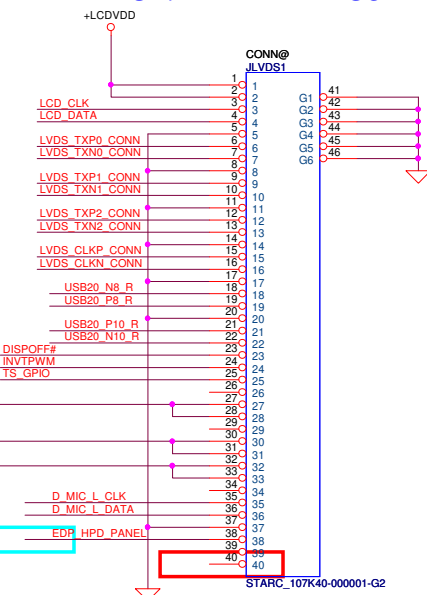 +LCDVDD
CONN@
JLVDS1
1 1
2 2
LCD_CLK 3 3
LCD_DATA 4 4
5 5
LVDS_TXP0_CONN 6 6
LVDS_TXN0_CONN 7 7
8 8
LVDS_TXP1_CONN 9 9
LVDS_TXN1_CONN 10 10
11 11
LVDS_TXP2_CONN 12 12
LVDS_TXN2_CONN 13 13
14 14
LVDS_CLKP_CONN 15 15
LVDS_CLKN_CONN 16 16
17 17
USB20_N8_R 18 18
USB20_P8_R 19 19
20 20
USB20_P10_R 21 21
USB20_N10_R 22 22
DISPOFF# 23 23
INVTPWM 24 24
TS_GPIO 25 25
26 26
27 27
28 28
29 29
30 30
31 31
32 32
33 33
34 34
D_MIC_L_CLK 35 35
D_MIC_L_DATA 36 36
37 37
EDP_HPD_PANEL 38 38
39 39
40 40
G1 41
G2 42
G3 43
G4 44
G5 45
G6 46
STARC_107K40-000001-G2